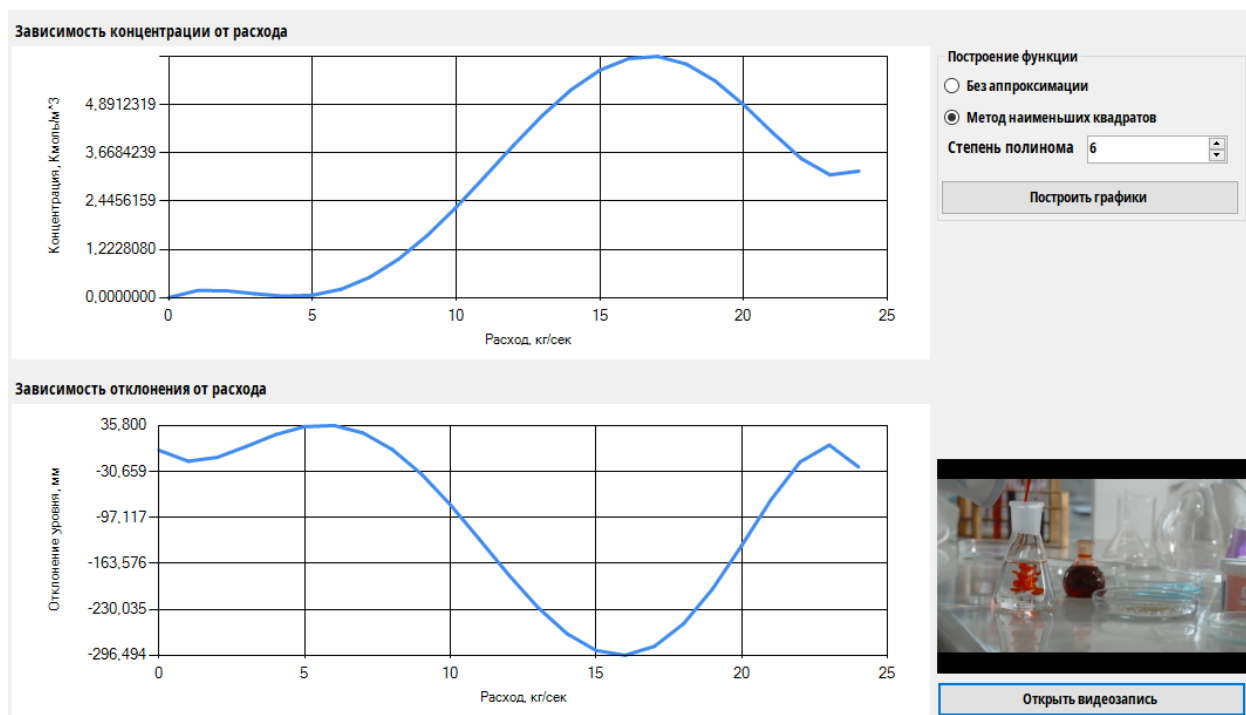 Зависимость концентрации от расхода
Концентрация, Кмоль/м^3
4,8912319
3,6684239
2,4456159
1,2228080
0,0000000
0 5 10 15 20 25
Расход, кг/сек
Построение функции
Без аппроксимации
Метод наименьших квадратов
Степень полинома 6
Построить графики
Зависимость отклонения от расхода
Отклонение уровня, мм
35,800
-30,659
-97,117
-163,576
-230,035
-296,494
0 5 10 15 20 25
Расход, кг/сек
Открыть видеозапись